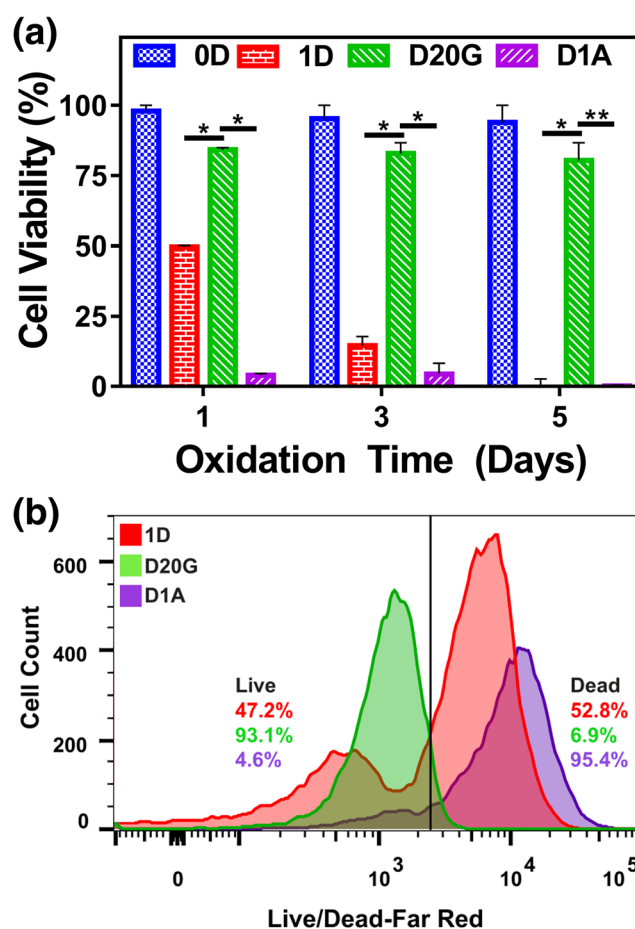 (a)
0D 1D D20G D1A
Cell Viability (%)
100
75
50
25
0
* * * * * **
1 3 5
Oxidation Time (Days)
(b)
1D
D20G
D1A
Cell Count
600
400
200
0
Live Dead
47.2% 52.8%
93.1% 6.9%
4.6% 95.4%
0 10³ 10⁴ 10⁵
Live/Dead-Far Red